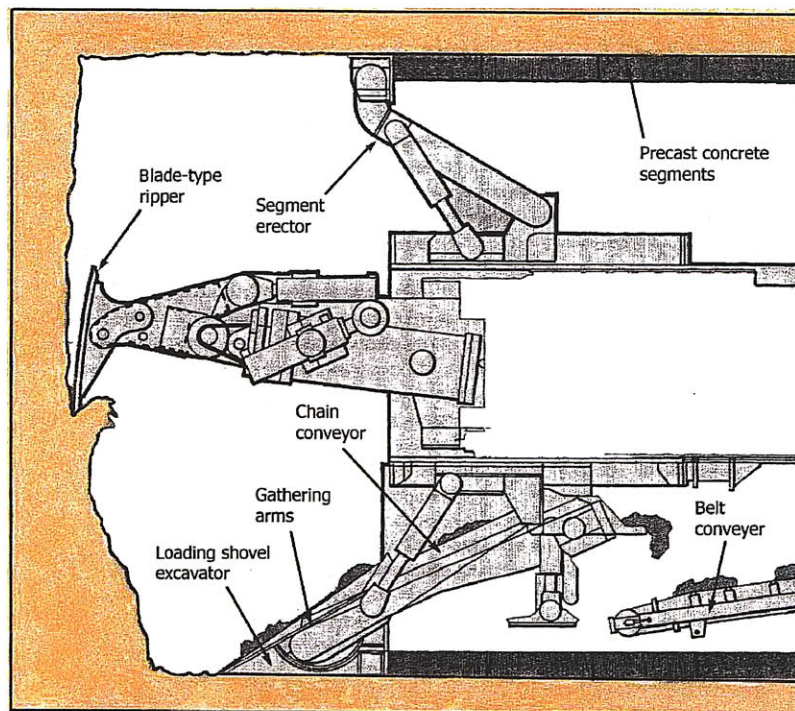 Precast concrete
segments
Blade-type
ripper
Segment
erector
Chain
conveyor
Gathering
arms
Loading shovel
excavator
Belt
conveyer